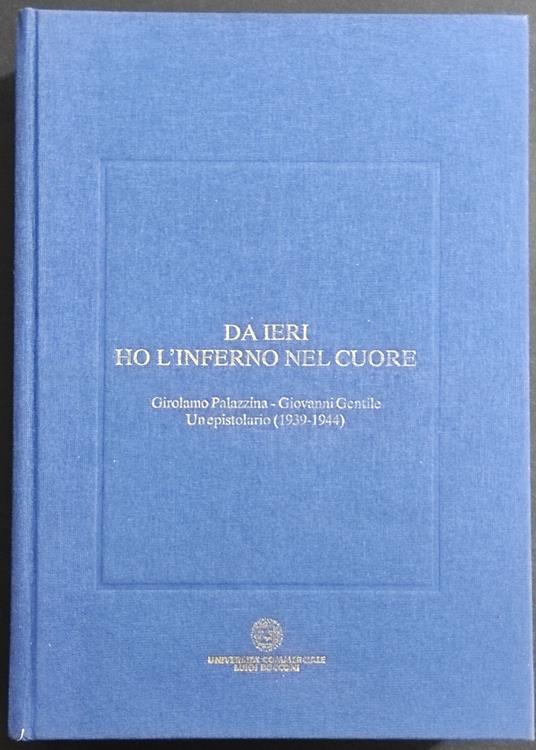 DA IERI
HO L'INFERNO NEL CUORE
Girolamo Palazzina - Giovanni Gentile
Un epistolario (1939-1944)
UNIVERSITÀ COMMERCIALE
LUIGI BOCCONI